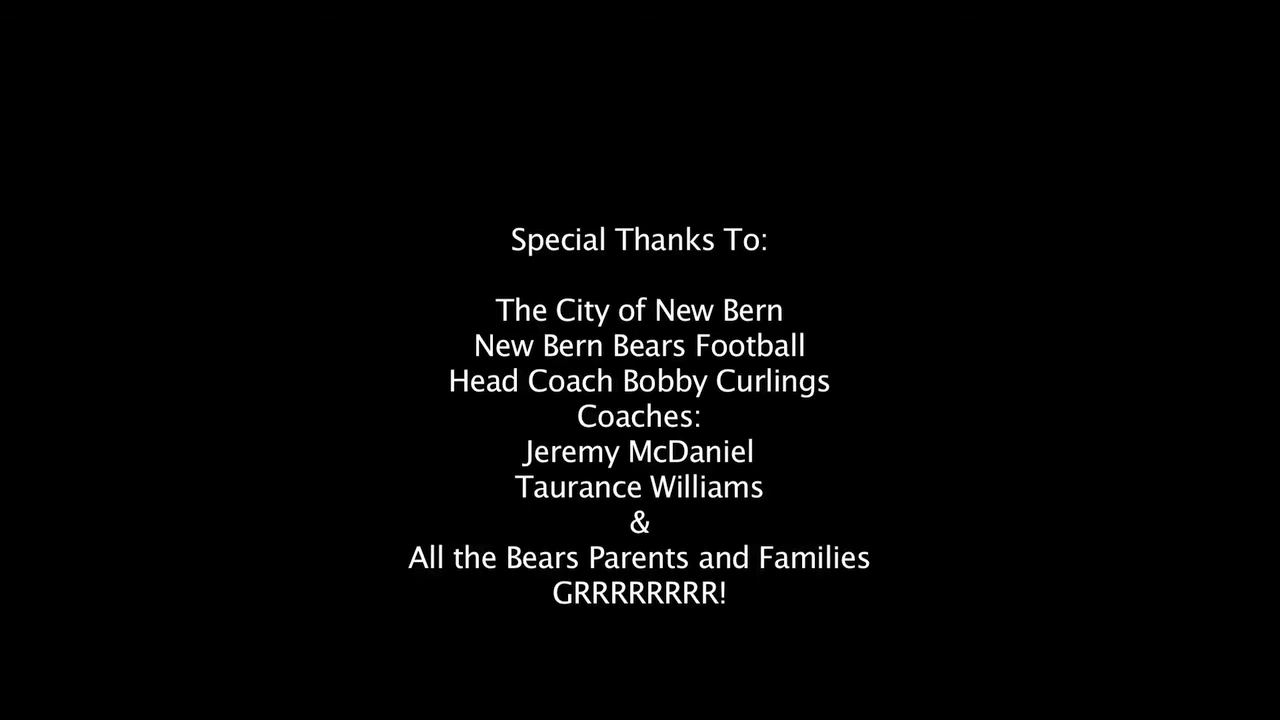 Special Thanks To:
The City of New Bern
New Bern Bears Football
Head Coach Bobby Curlings
Coaches:
Jeremy McDaniel
Taurance Williams
&
All the Bears Parents and Families
GRRRRRRRR!